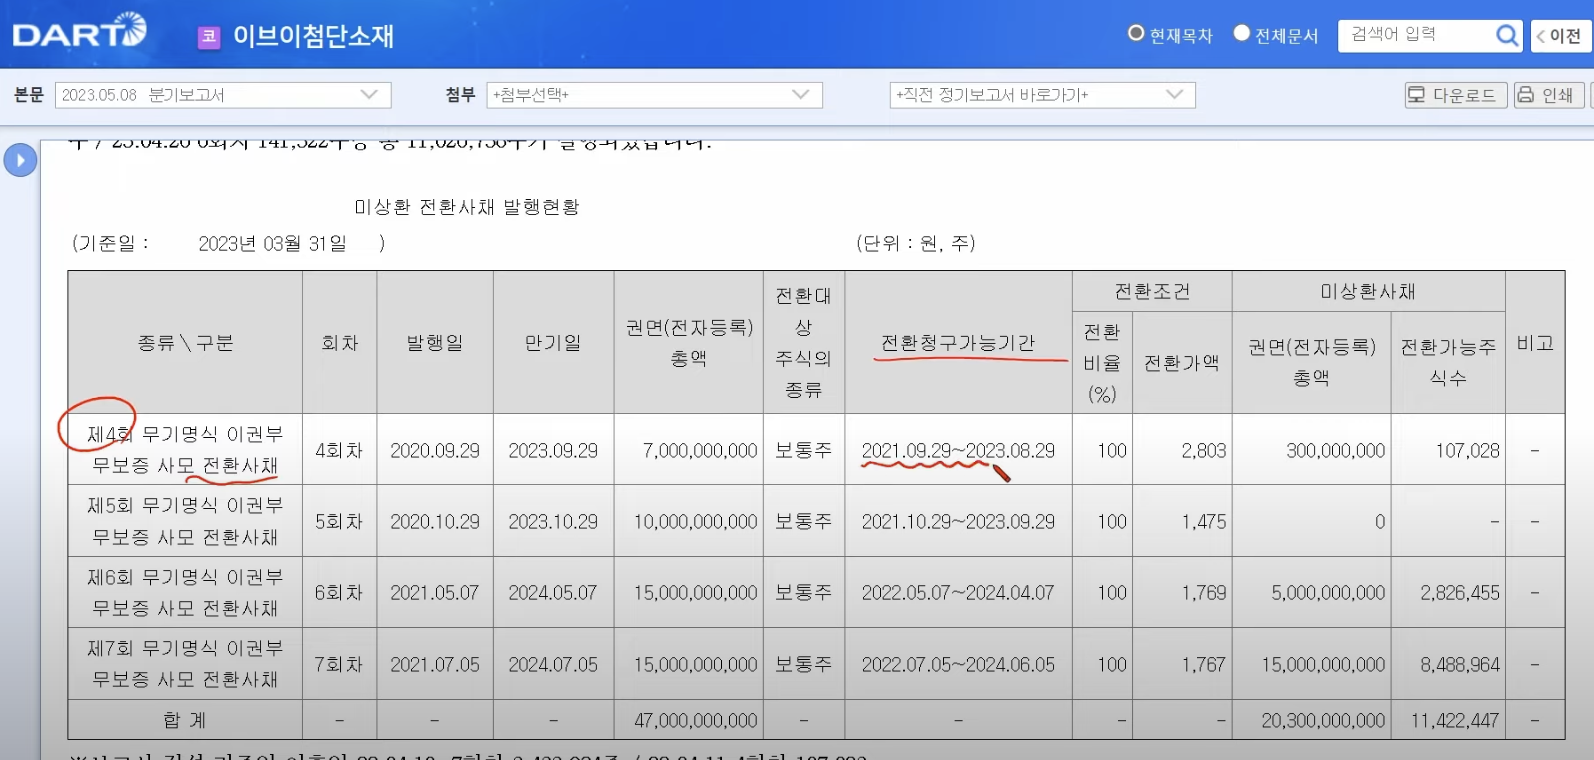 DART
코 이브이첨단소재
현재목차 전체문서 검색어 입력 이전
본문 2023.05.08 분기보고서 첨부 +첨부선택+ +직전 정기보고서 바로가기+ 다운로드 인쇄
미상환 전환사채 발행현황
(기준일 : 2023년 03월 31일 ) (단위 : 원, 주)
종류\구분 회차 발행일 만기일 권면(전자등록) 총액 전환대상 주식의 종류 전환청구가능기간 전환조건 미상환사채 비고
전환비율(%) 전환가액 권면(전자등록) 총액 전환가능주식수
제4회 무기명식 이권부 무보증 사모 전환사채 4회차 2020.09.29 2023.09.29 7,000,000,000 보통주 2021.09.29~2023.08.29 100 2,803 300,000,000 107,028 -
제5회 무기명식 이권부 무보증 사모 전환사채 5회차 2020.10.29 2023.10.29 10,000,000,000 보통주 2021.10.29~2023.09.29 100 1,475 0 - -
제6회 무기명식 이권부 무보증 사모 전환사채 6회차 2021.05.07 2024.05.07 15,000,000,000 보통주 2022.05.07~2024.04.07 100 1,769 5,000,000,000 2,826,455 -
제7회 무기명식 이권부 무보증 사모 전환사채 7회차 2021.07.05 2024.07.05 15,000,000,000 보통주 2022.07.05~2024.06.05 100 1,767 15,000,000,000 8,488,964 -
합 계 - - - 47,000,000,000 - - - - 20,300,000,000 11,422,447 -